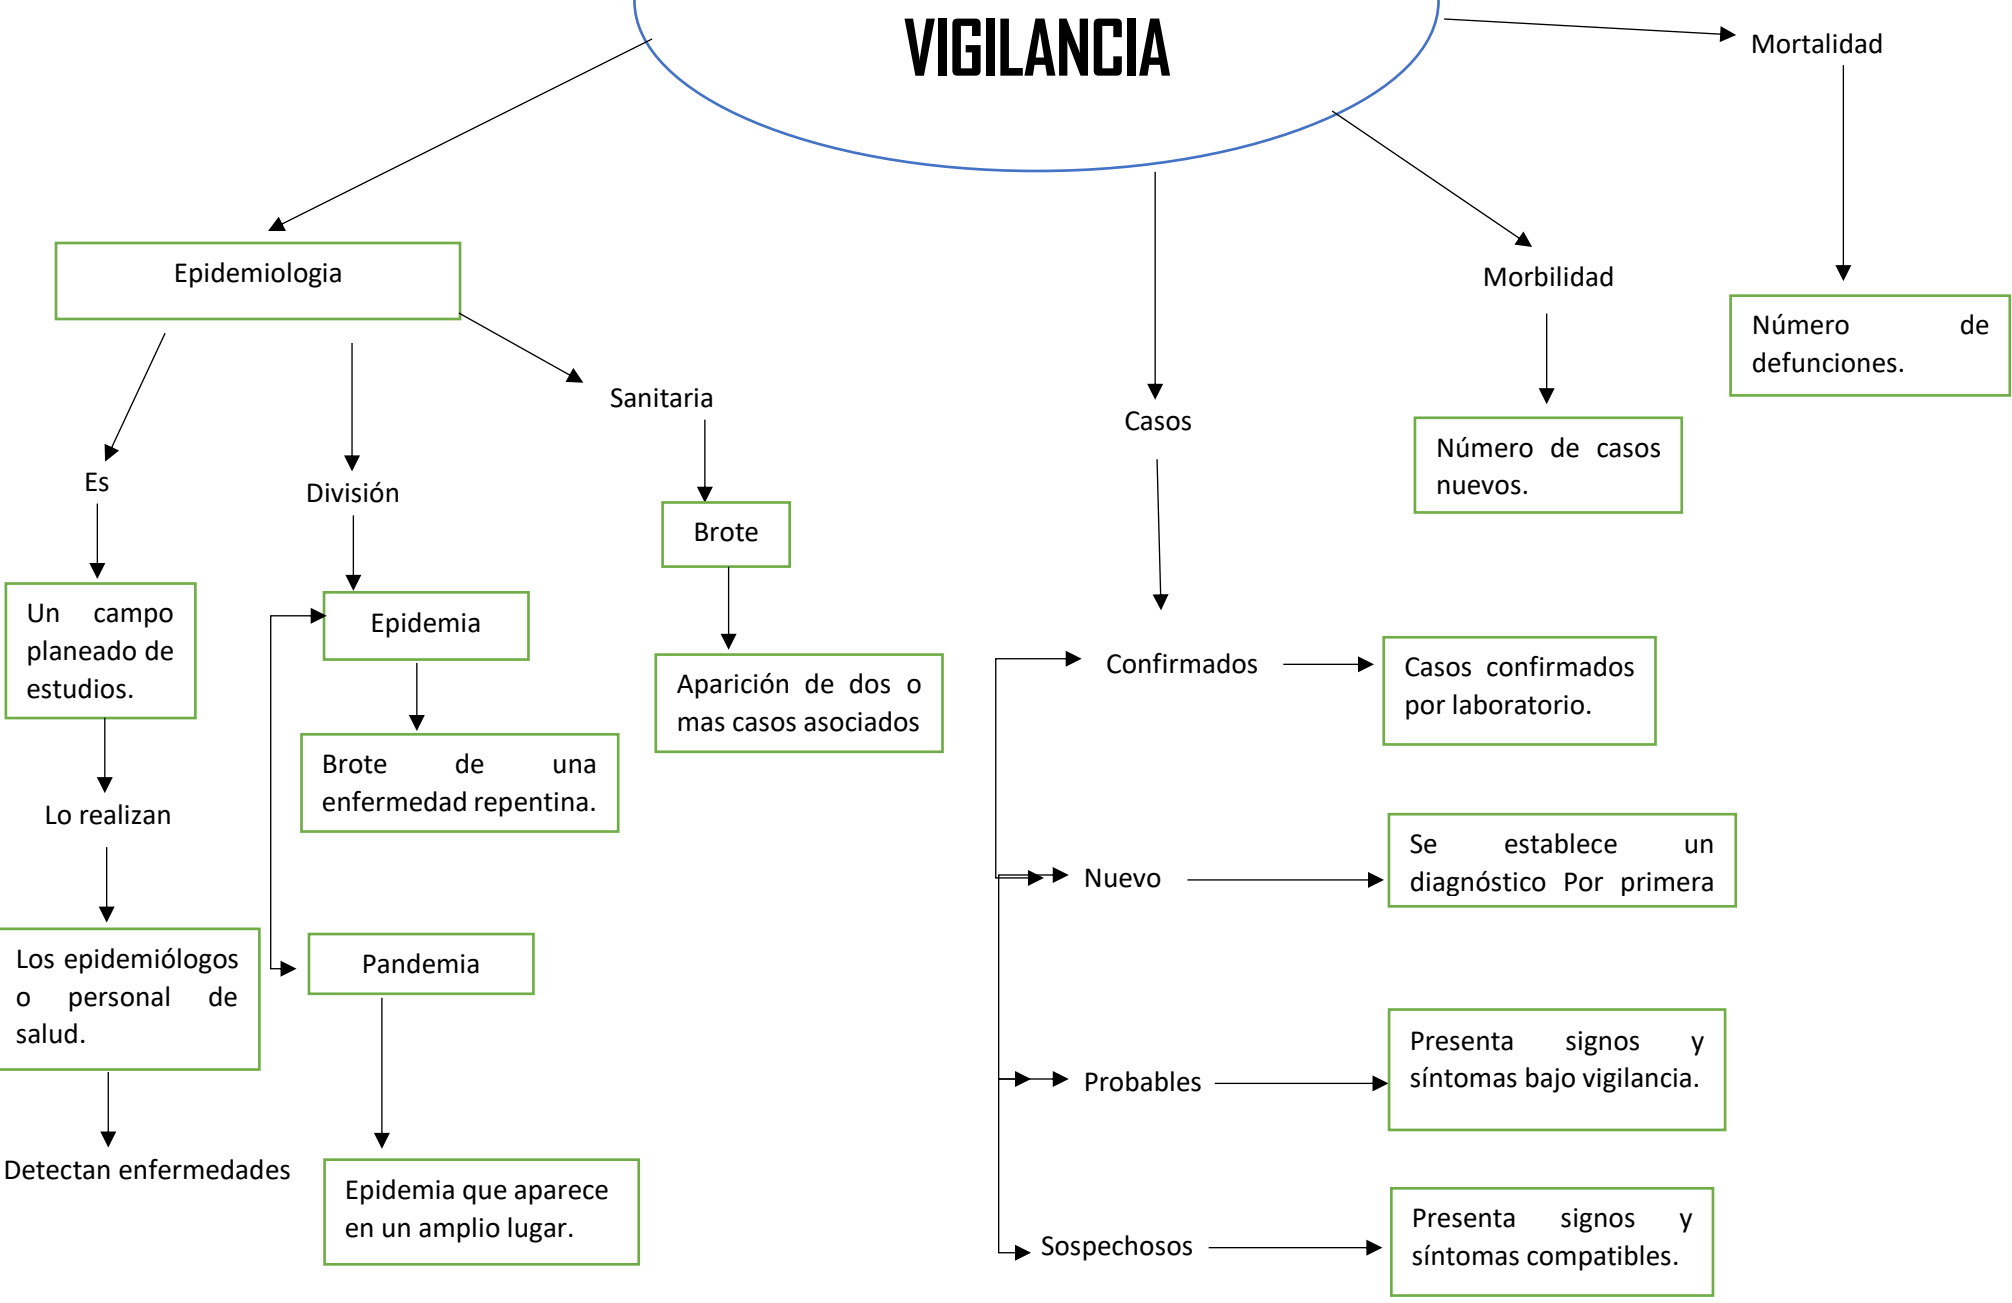 VIGILANCIA
Mortalidad
Número de
defunciones.
Morbilidad
Número de casos
nuevos.
Epidemiologia
Es
Un campo
planeado de
estudios.
Lo realizan
Los epidemiólogos
o personal de
salud.
Detectan enfermedades
División
Epidemia
Brote de una
enfermedad repentina.
Pandemia
Epidemia que aparece
en un amplio lugar.
Sanitaria
Brote
Aparición de dos o
mas casos asociados
Casos
Confirmados
Casos confirmados
por laboratorio.
Nuevo
Se establece un
diagnóstico Por primera
Probables
Presenta signos y
síntomas bajo vigilancia.
Sospechosos
Presenta signos y
síntomas compatibles.